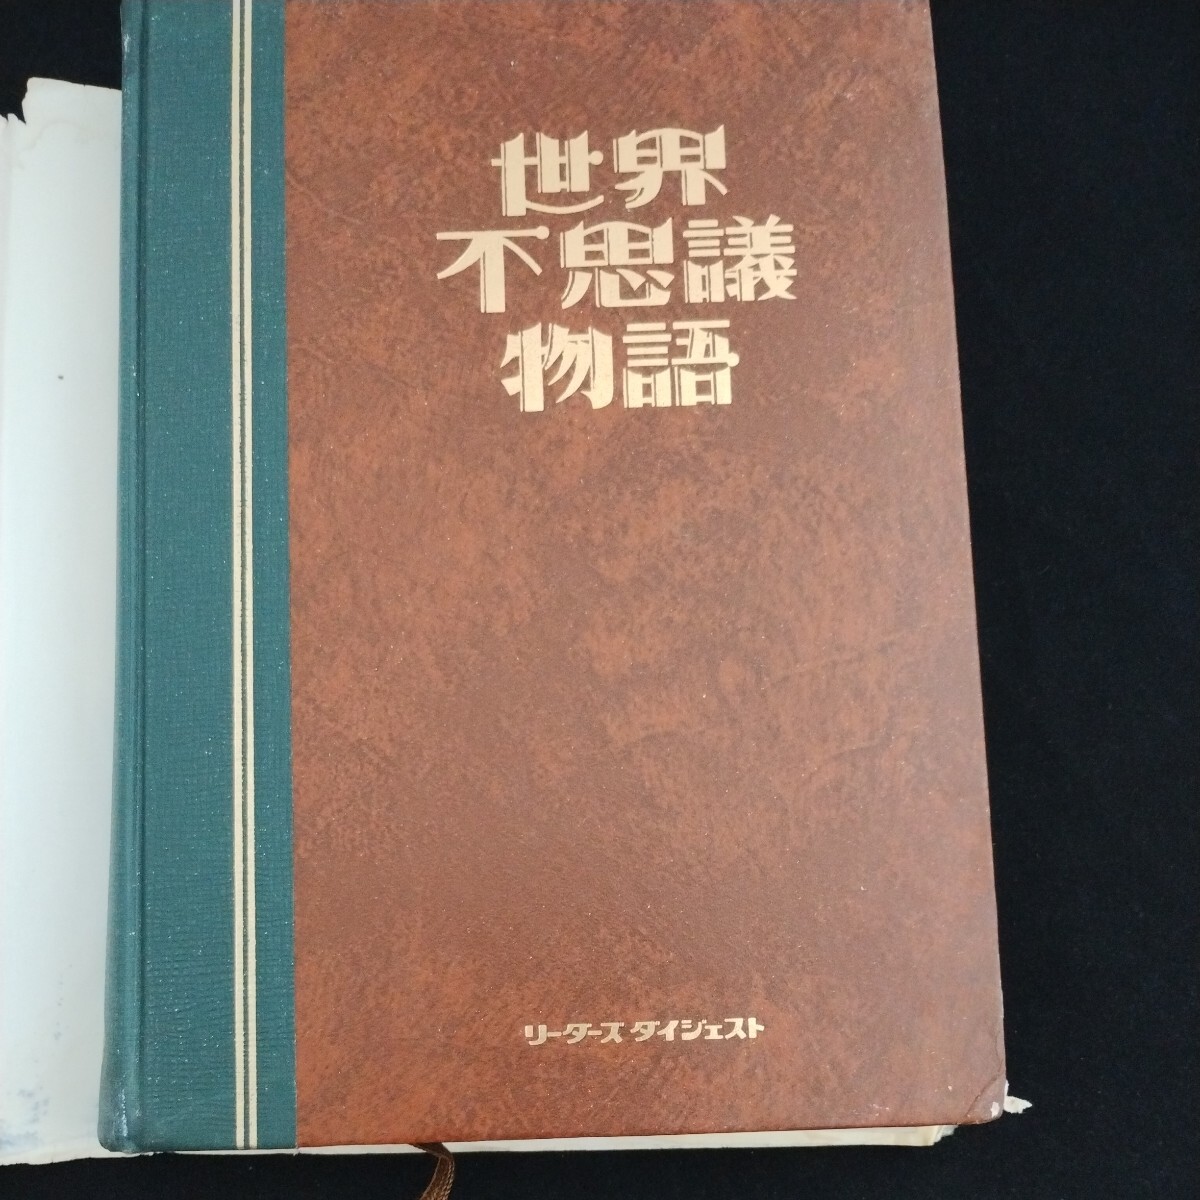 世界
不思議
物語
リーダーズ ダイジェスト